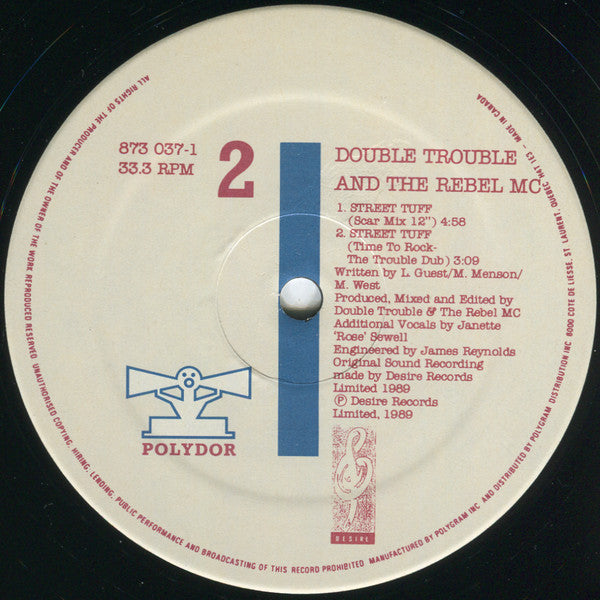 873 037-1
33.3 RPM
2
DOUBLE TROUBLE
AND THE REBEL MC
1. STREET TUFF
(Scar Mix 12") 4:58
2. STREET TUFF
(Time To Rock-
The Trouble Dub) 3:09
Written by L. Guest/M. Menson/
M. West
Produced, Mixed and Edited by
Double Trouble & The Rebel MC
Additional Vocals by Janette
'Rose' Sewell
Engineered by James Reynolds
Original Sound Recording
made by Desire Records
Limited 1989
Ⓟ Desire Records
Limited, 1989
POLYDOR
DESIRE
ALL RIGHTS OF THE PRODUCER AND OF THE OWNER OF THE WORK REPRODUCED RESERVED. UNAUTHORISED COPYING, HIRING, LENDING, PUBLIC PERFORMANCE AND BROADCASTING OF THIS RECORD PROHIBITED. MANUFACTURED BY POLYGRAM INC AND DISTRIBUTED BY POLYGRAM DISTRIBUTION INC 6000 COTE DE LIESSE, ST. LAURENT, QUEBEC H4T 1E3 – MADE IN CANADA